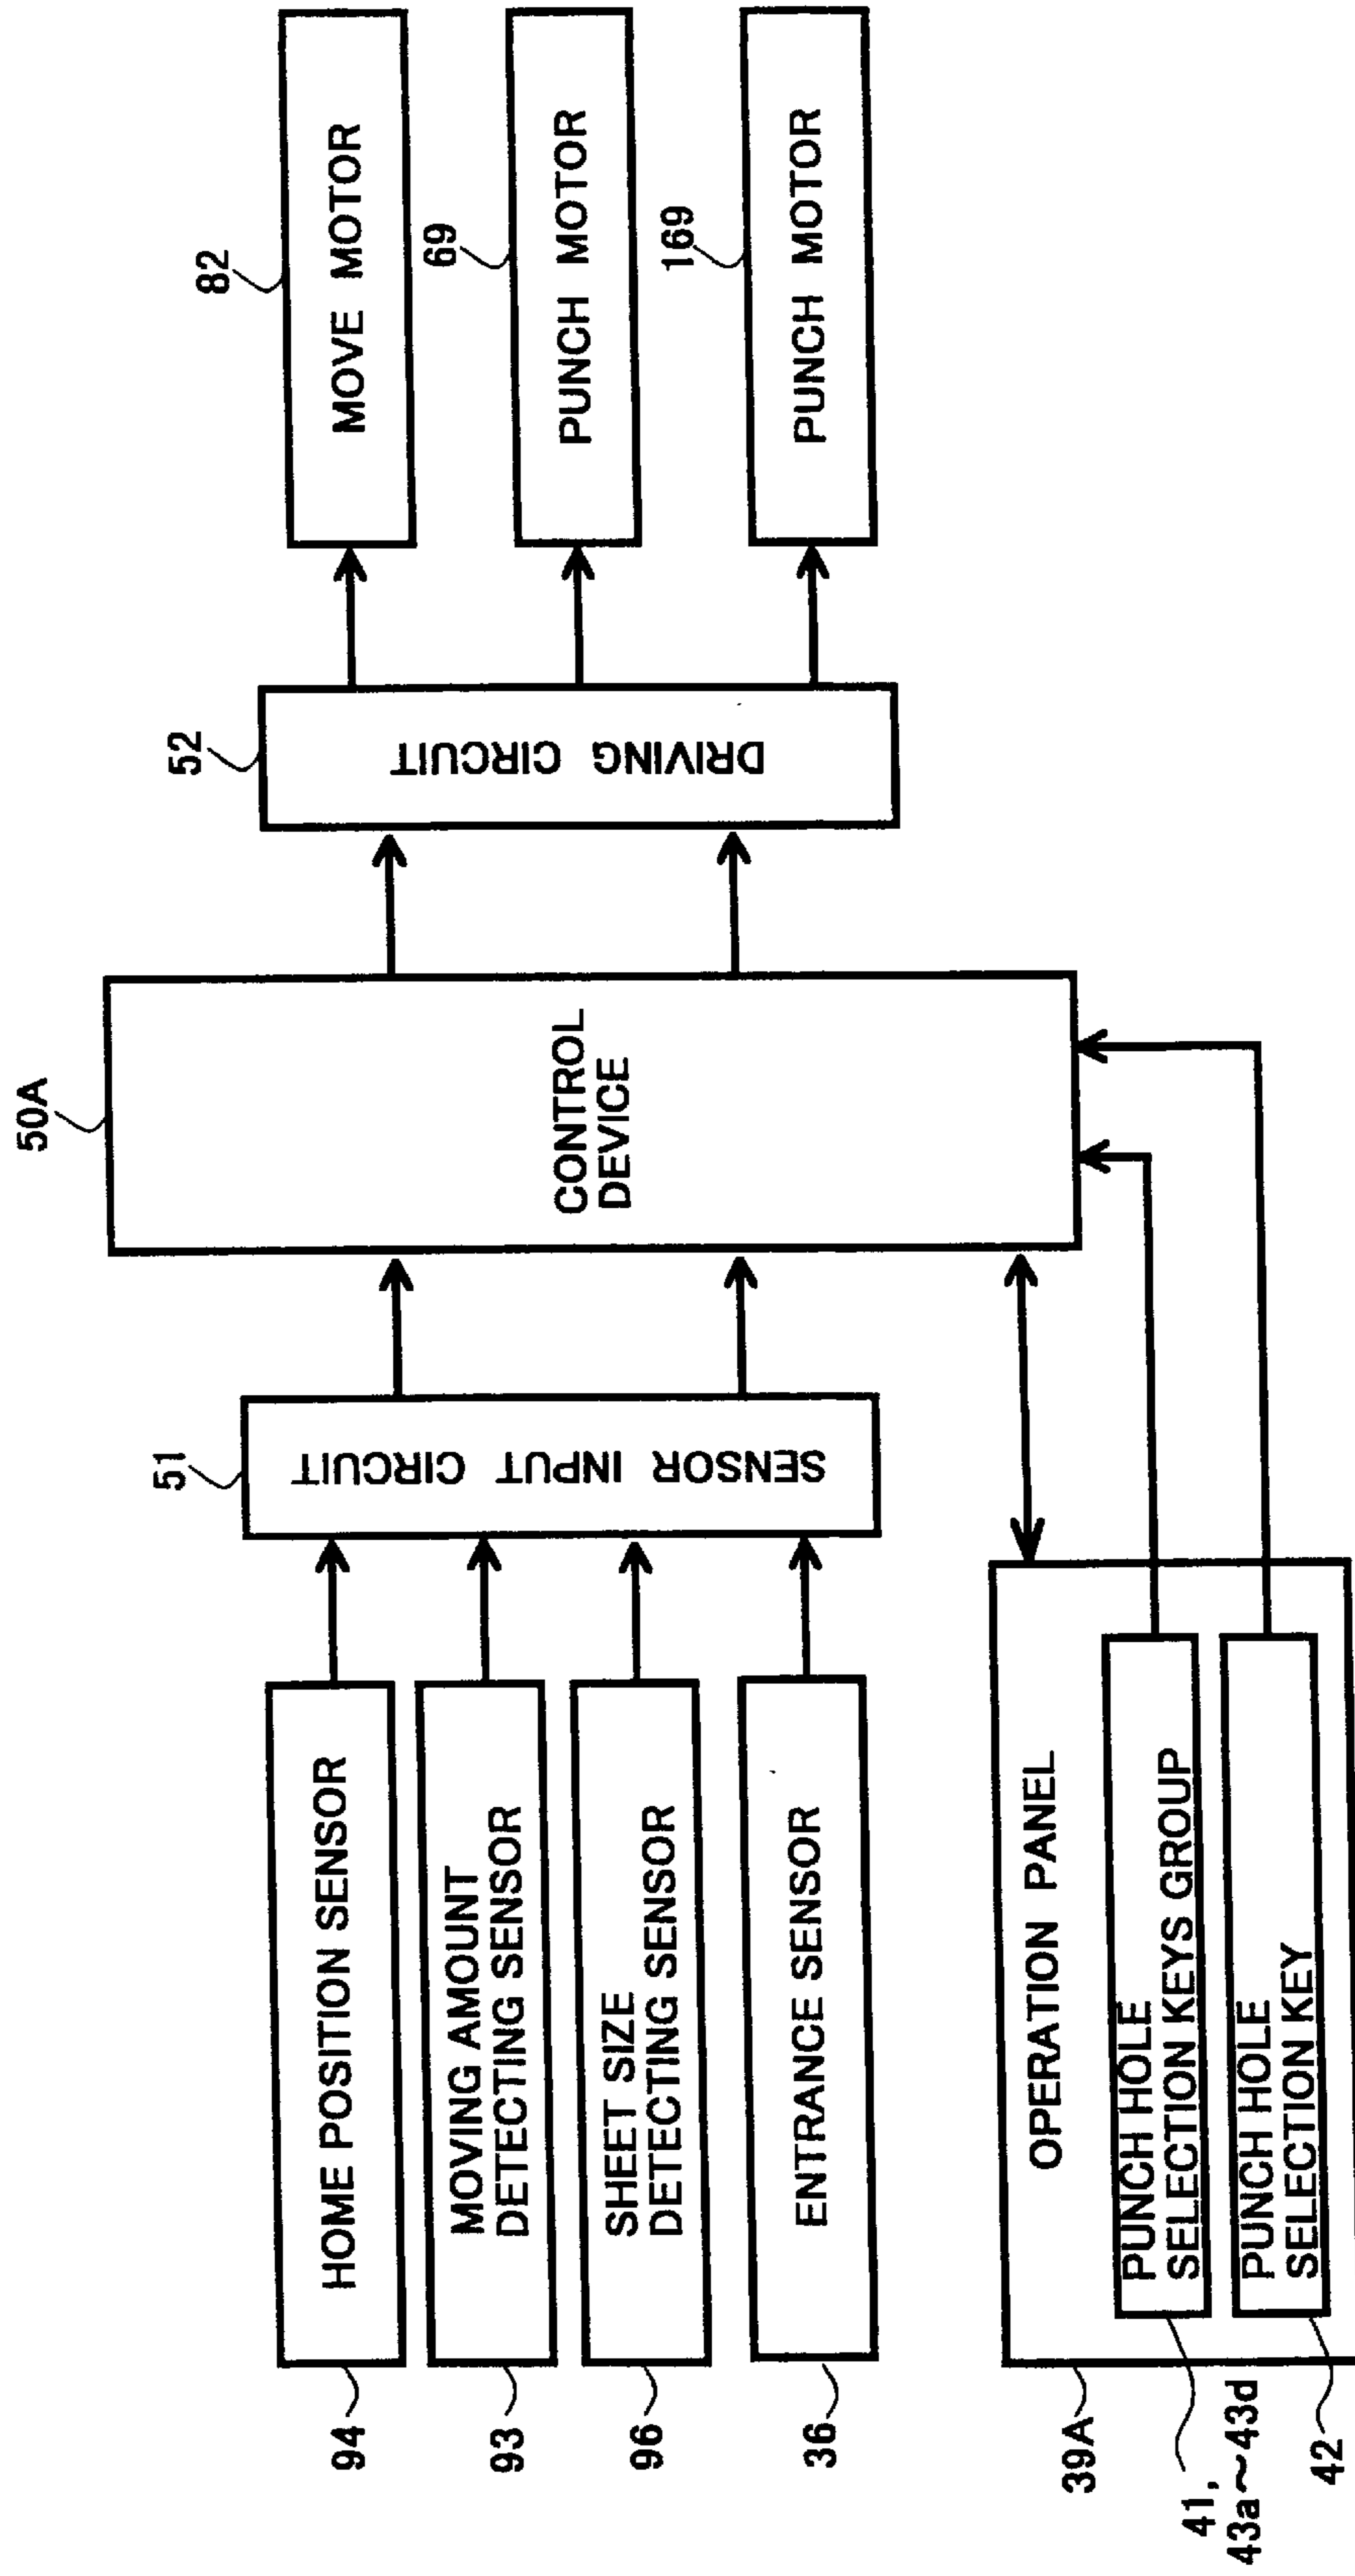 94
HOME POSITION SENSOR
93
MOVING AMOUNT
DETECTING SENSOR
96
SHEET SIZE
DETECTING SENSOR
36
ENTRANCE SENSOR
39A
OPERATION PANEL
41,
43a~43d
PUNCH HOLE
SELECTION KEYS GROUP
42
PUNCH HOLE
SELECTION KEY
51
SENSOR INPUT CIRCUIT
50A
CONTROL
DEVICE
52
DRIVING CIRCUIT
82
MOVE MOTOR
69
PUNCH MOTOR
169
PUNCH MOTOR